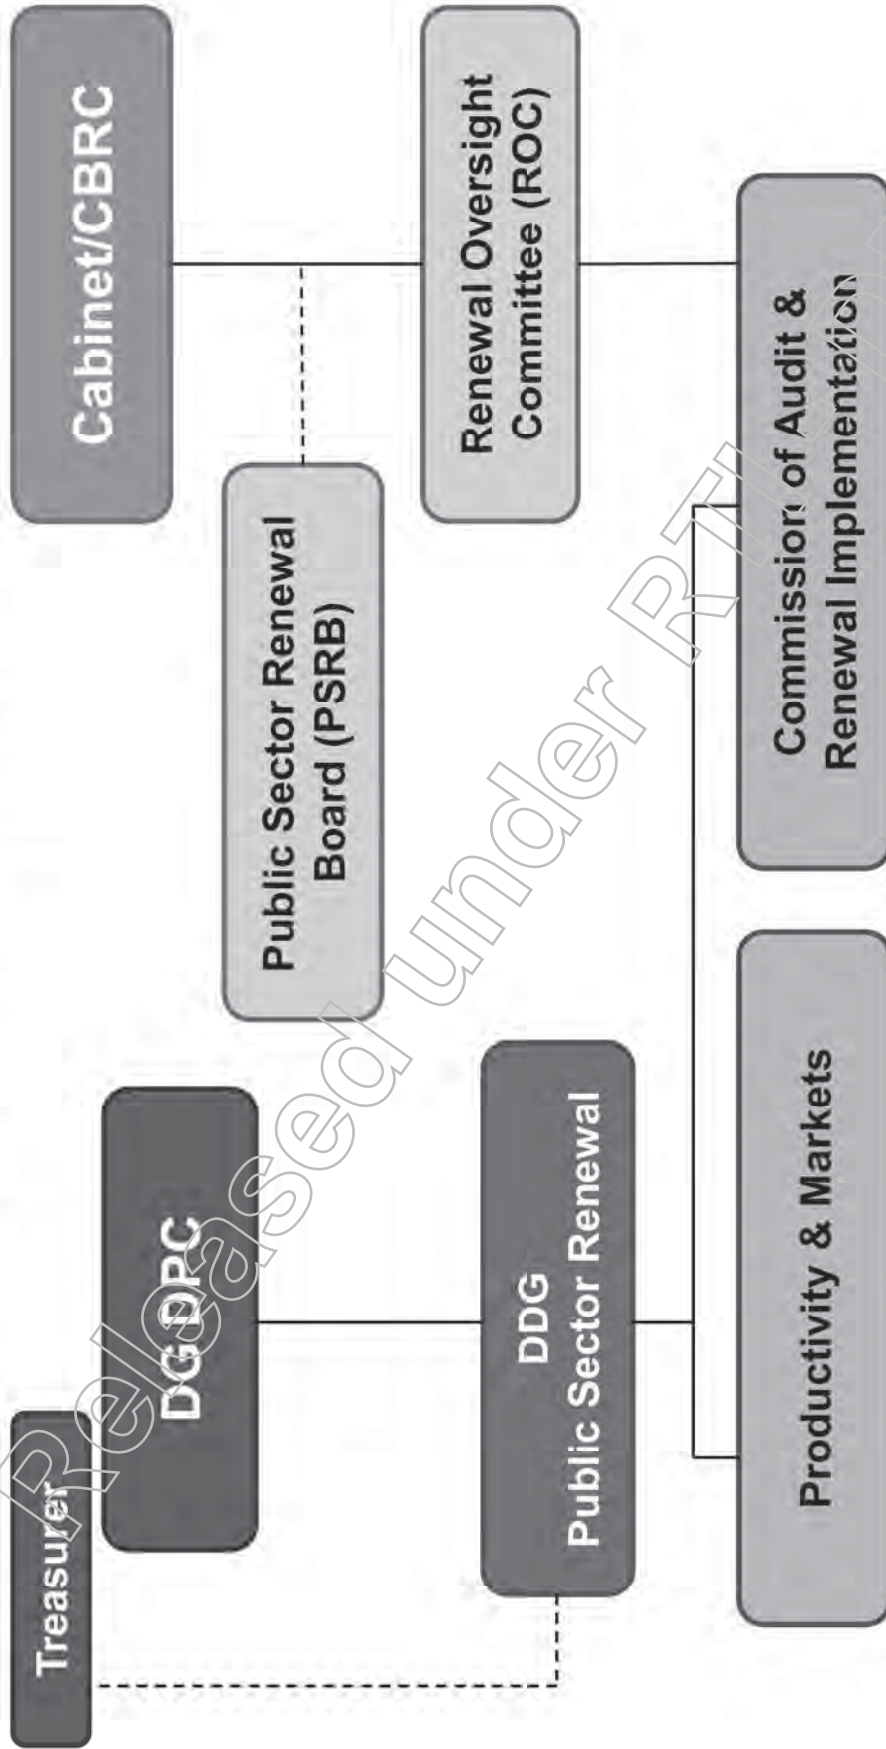 Treasurer
Cabinet/CBRC
DG DPC
Public Sector Renewal
Board (PSRB)
DDG
Public Sector Renewal
Renewal Oversight
Committee (ROC)
Productivity & Markets
Commission of Audit &
Renewal Implementation
Released under RTI